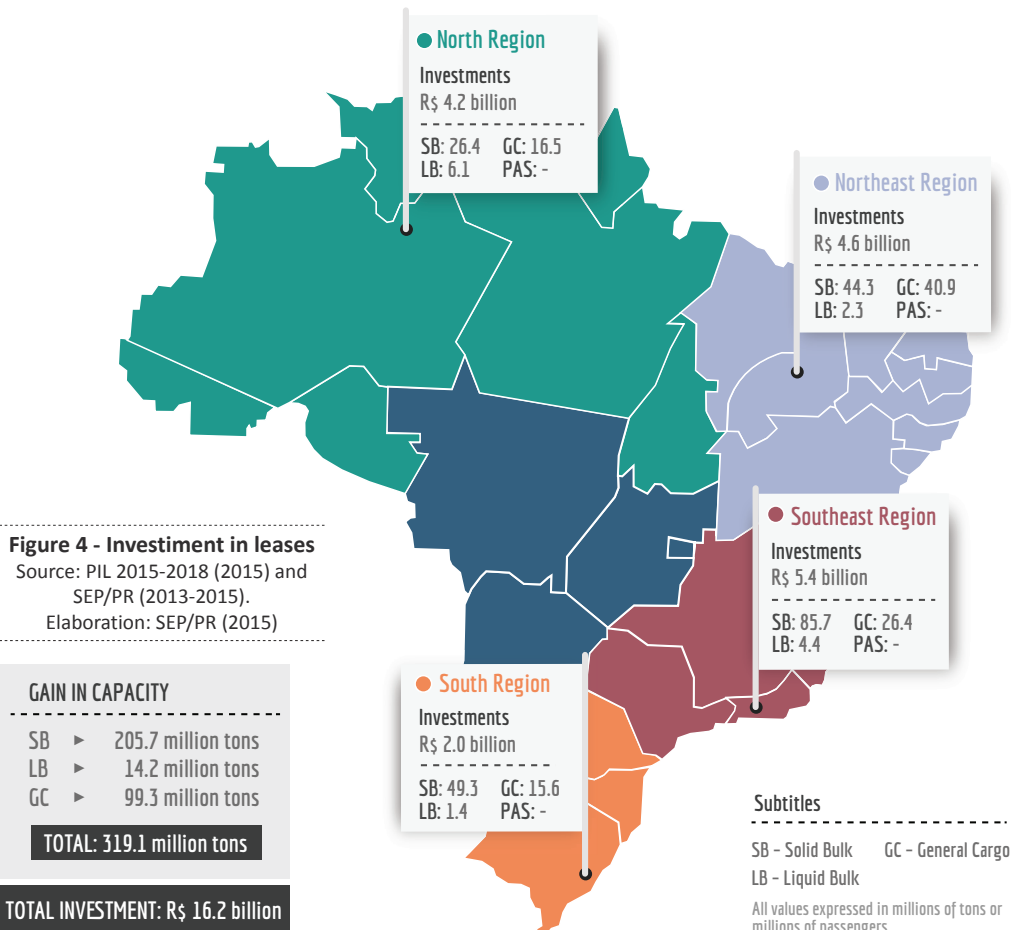 North Region
Investments
R$ 4.2 billion
SB: 26.4 GC: 16.5
LB: 6.1 PAS: -
Northeast Region
Investments
R$ 4.6 billion
SB: 44.3 GC: 40.9
LB: 2.3 PAS: -
Southeast Region
Investments
R$ 5.4 billion
SB: 85.7 GC: 26.4
LB: 4.4 PAS: -
Figure 4 - Investiment in leases
Source: PIL 2015-2018 (2015) and
SEP/PR (2013-2015).
Elaboration: SEP/PR (2015)
South Region
Investments
R$ 2.0 billion
SB: 49.3 GC: 15.6
LB: 1.4 PAS: -
GAIN IN CAPACITY
SB ► 205.7 million tons
LB ► 14.2 million tons
GC ► 99.3 million tons
TOTAL: 319.1 million tons
TOTAL INVESTMENT: R$ 16.2 billion
Subtitles
SB - Solid Bulk GC - General Cargo
LB - Liquid Bulk
All values expressed in millions of tons or
millions of passengers